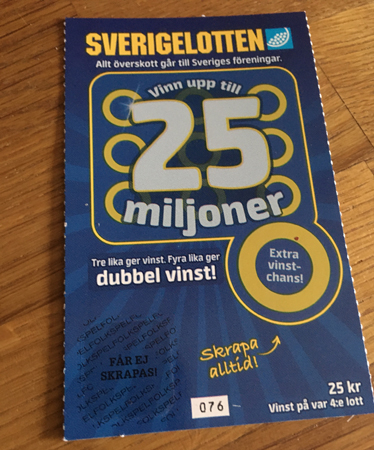 SVERIGELOTTEN
Allt överskott går till Sveriges föreningar.
Vinn upp till
25
miljoner
Tre lika ger vinst. Fyra lika ger
dubbel vinst!
Extra
vinst-
chans!
FÅR EJ
SKRAPAS!
Skrapa
alltid!
076
25 kr
Vinst på var 4:e lott